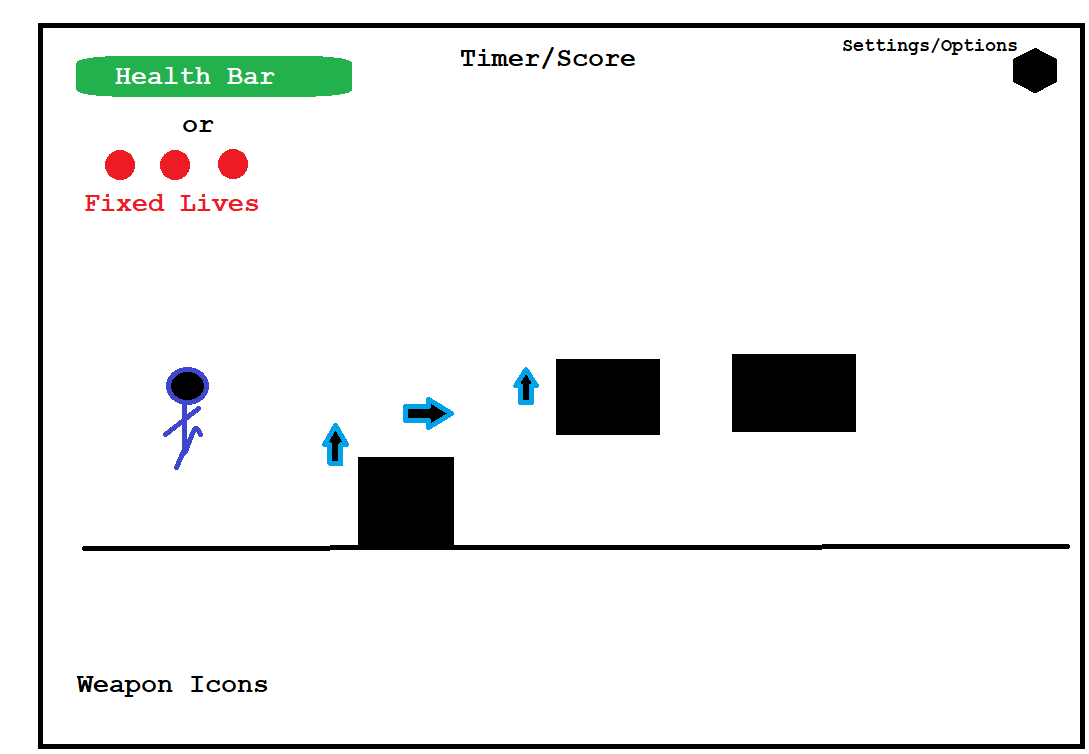 Settings/Options
Timer/Score
Health Bar
or
Fixed Lives
Weapon Icons